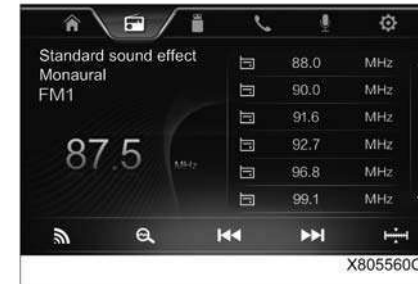 Standard sound effect
Monaural
FM1
87.5 MHz
88.0 MHz
90.0 MHz
91.6 MHz
92.7 MHz
96.8 MHz
99.1 MHz
X805560